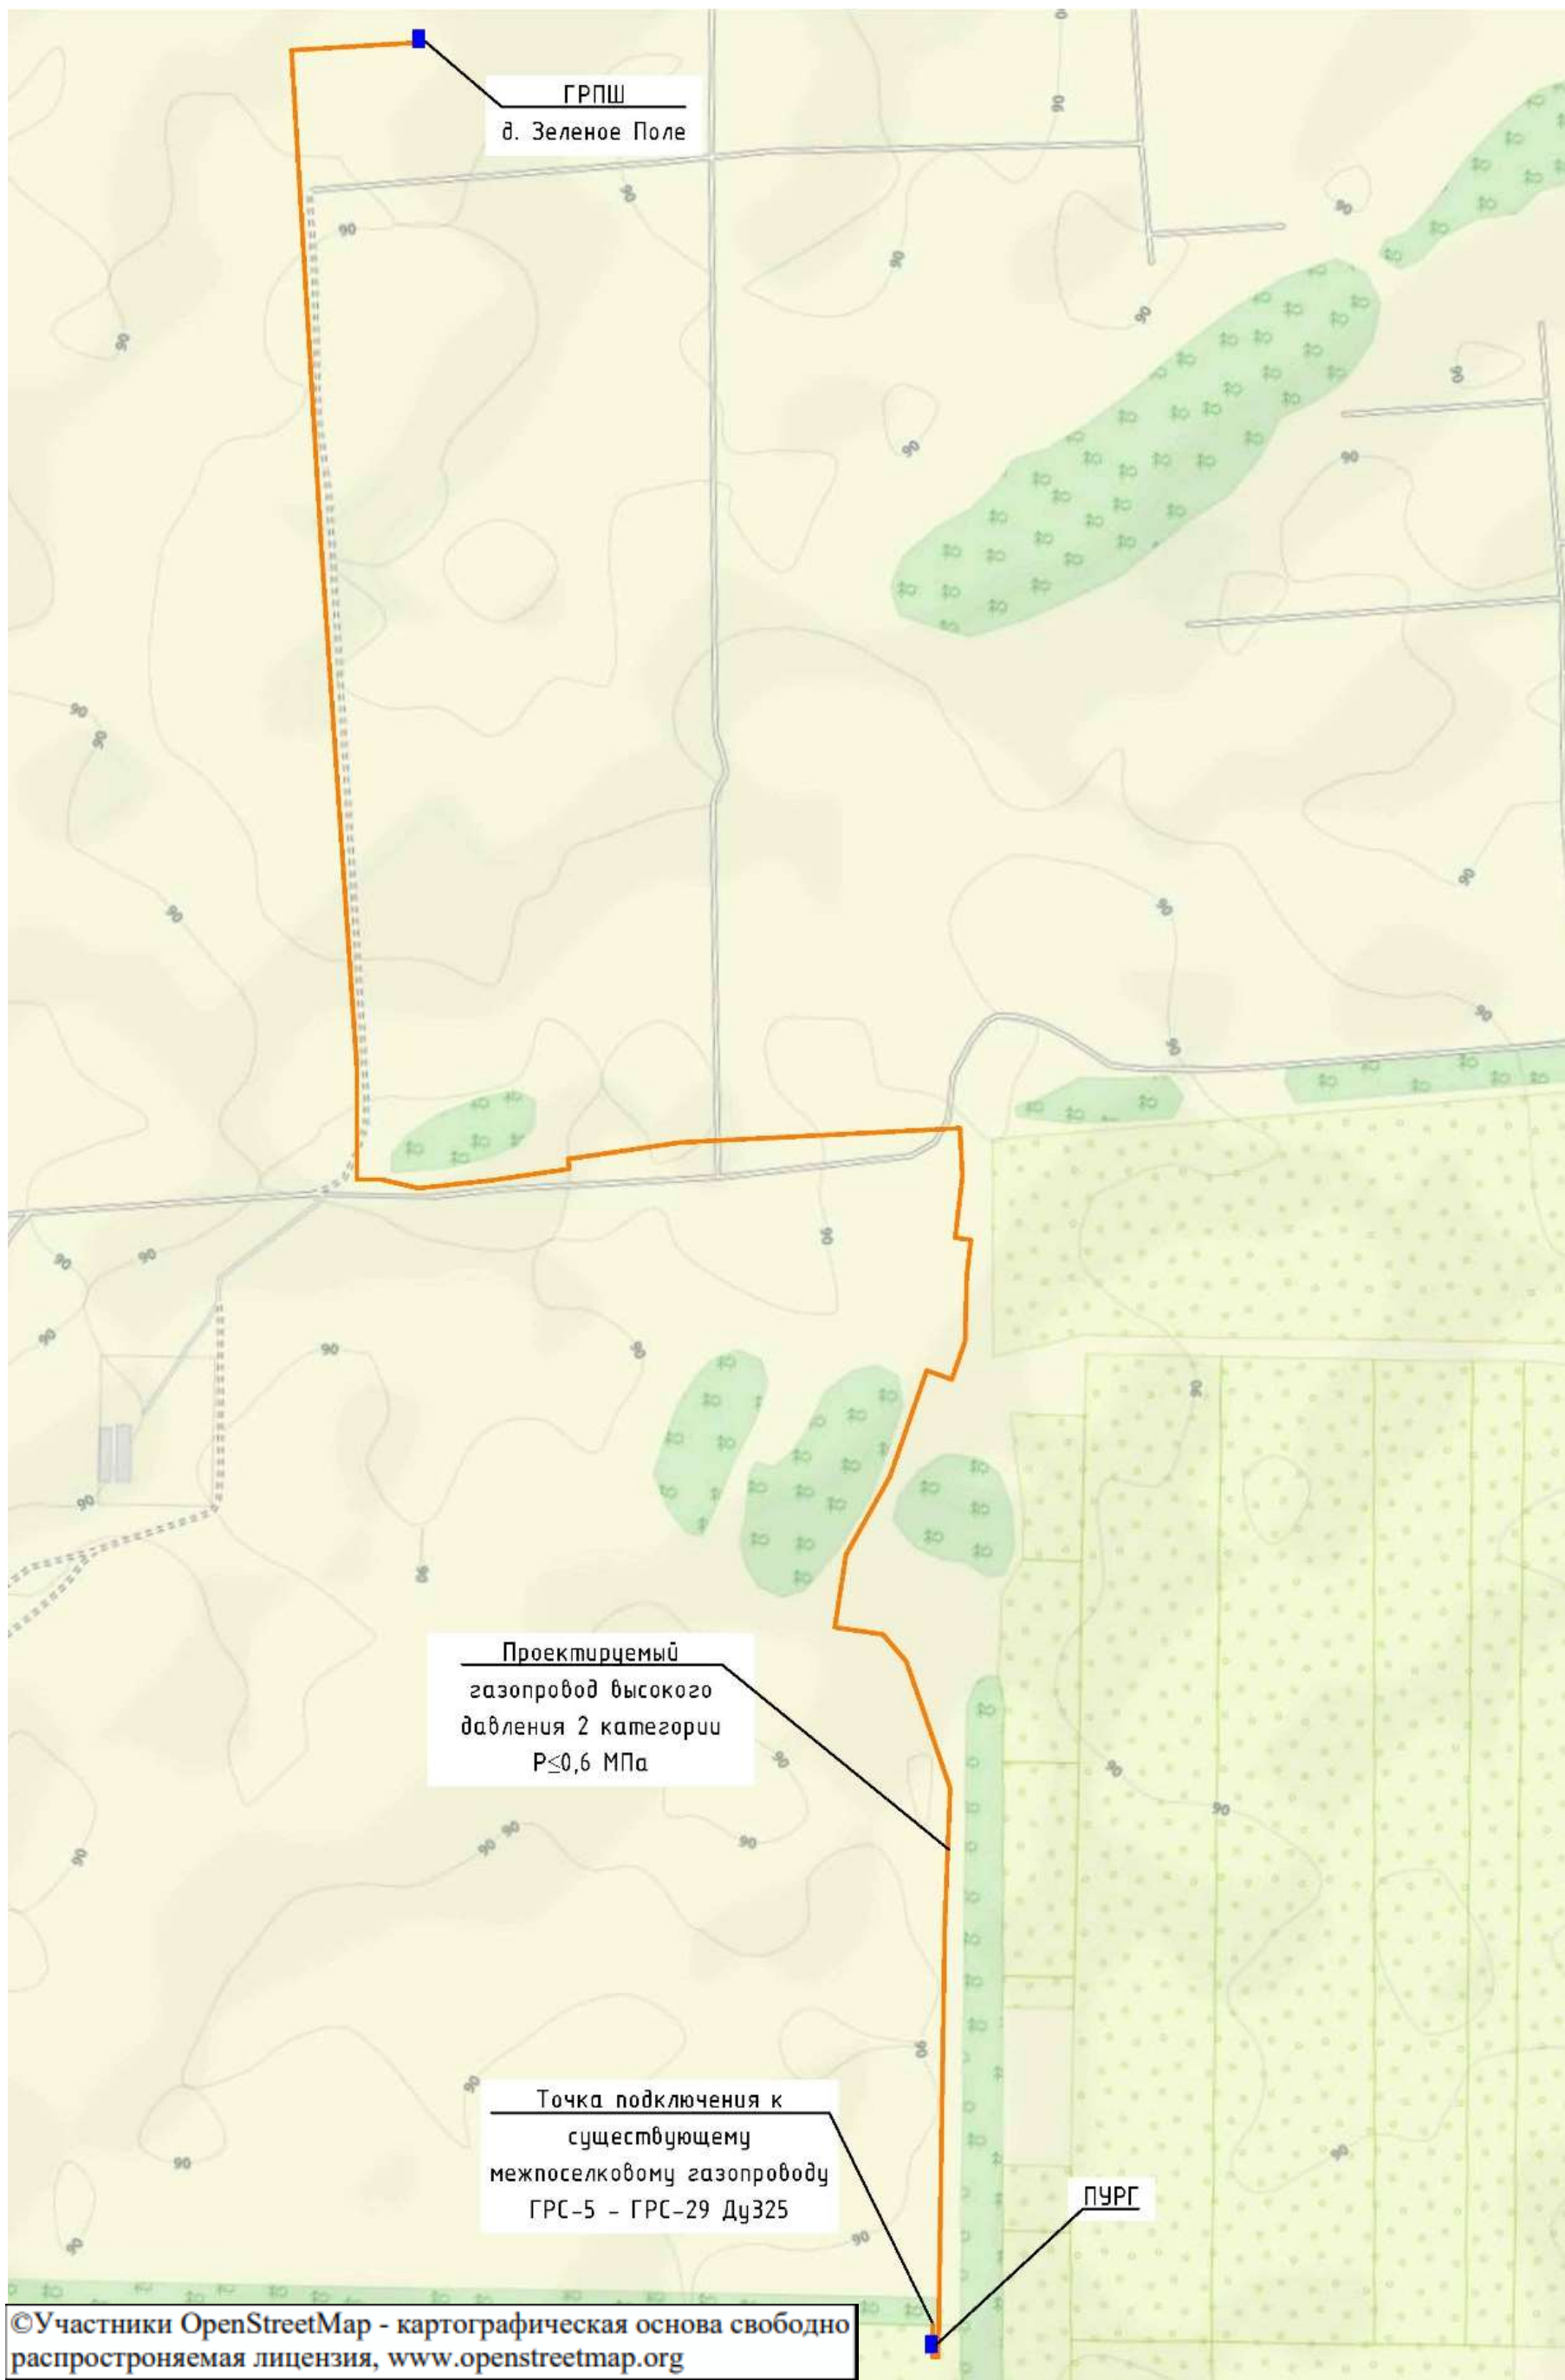 ГРПШ
д. Зеленое Поле
Проектируемый
газопровод высокого
давления 2 категории
P≤0,6 МПа
Точка подключения к
существующему
межпоселковому газопроводу
ГРС-5 - ГРС-29 Ду325
ПУРГ
©Участники OpenStreetMap - картографическая основа свободно
распростроняемая лицензия, www.openstreetmap.org